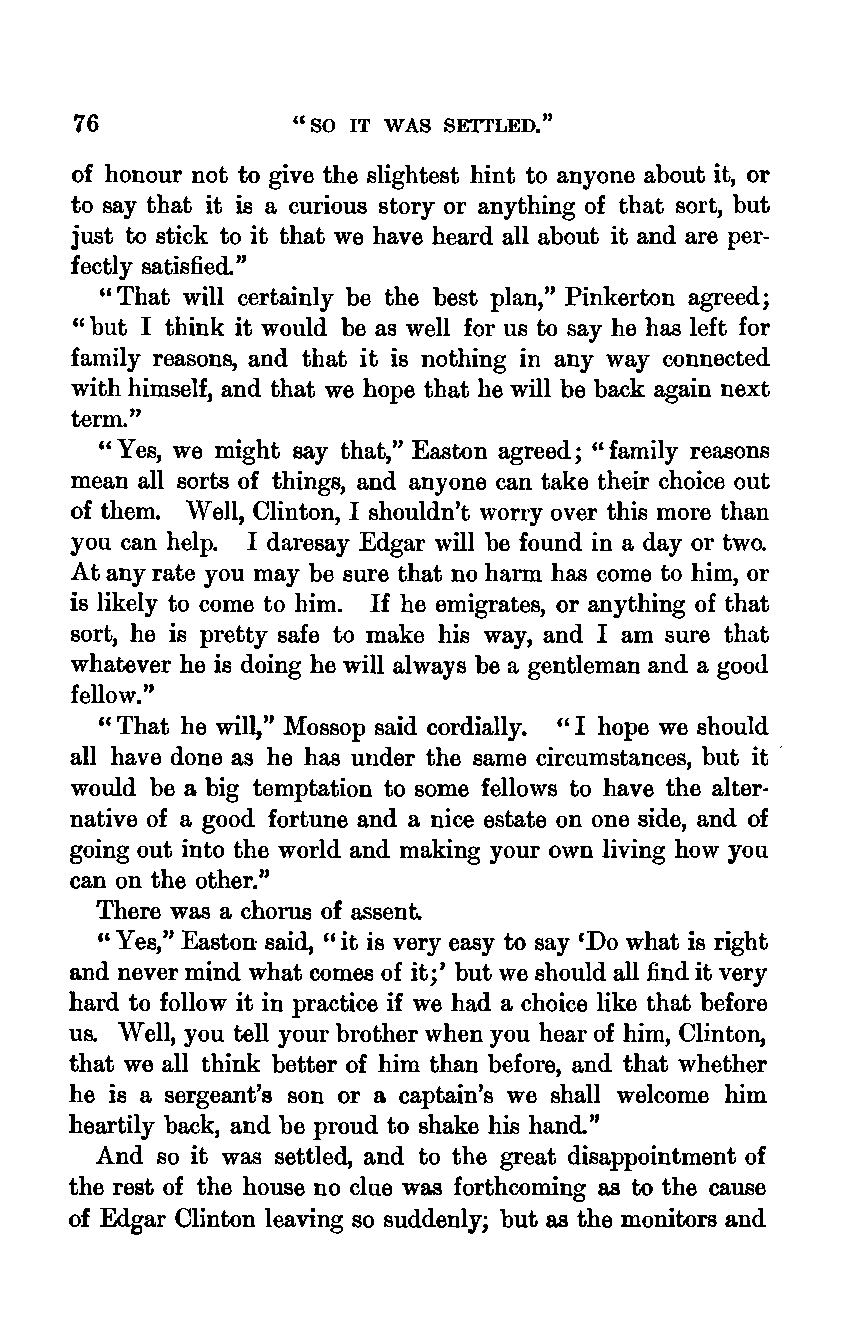 76 “SO IT WAS SETTLED.”
of honour not to give the slightest hint to anyone about it, or
to say that it is a curious story or anything of that sort, but
just to stick to it that we have heard all about it and are per-
fectly satisfied.”
“That will certainly be the best plan,” Pinkerton agreed;
“but I think it would be as well for us to say he has left for
family reasons, and that it is nothing in any way connected
with himself, and that we hope that he will be back again next
term.”
“Yes, we might say that,” Easton agreed; “family reasons
mean all sorts of things, and anyone can take their choice out
of them. Well, Clinton, I shouldn’t worry over this more than
you can help. I daresay Edgar will be found in a day or two.
At any rate you may be sure that no harm has come to him, or
is likely to come to him. If he emigrates, or anything of that
sort, he is pretty safe to make his way, and I am sure that
whatever he is doing he will always be a gentleman and a good
fellow.”
“That he will,” Mossop said cordially. “I hope we should
all have done as he has under the same circumstances, but it
would be a big temptation to some fellows to have the alter-
native of a good fortune and a nice estate on one side, and of
going out into the world and making your own living how you
can on the other.”
There was a chorus of assent.
“Yes,” Easton said, “it is very easy to say ‘Do what is right
and never mind what comes of it;’ but we should all find it very
hard to follow it in practice if we had a choice like that before
us. Well, you tell your brother when you hear of him, Clinton,
that we all think better of him than before, and that whether
he is a sergeant’s son or a captain’s we shall welcome him
heartily back, and be proud to shake his hand.”
And so it was settled, and to the great disappointment of
the rest of the house no clue was forthcoming as to the cause
of Edgar Clinton leaving so suddenly; but as the monitors and